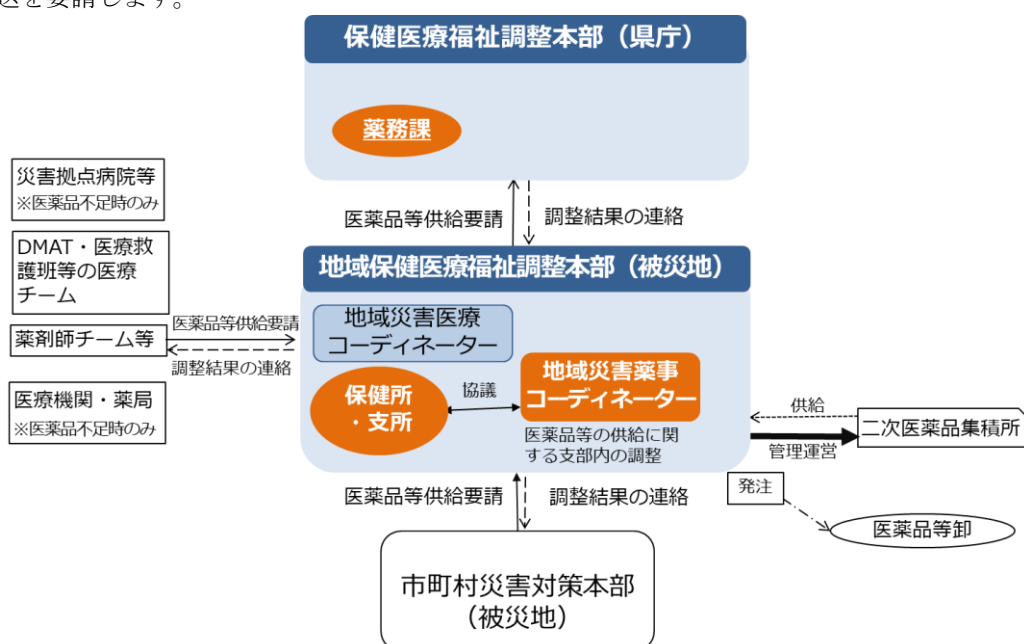 送を要請します。
保健医療福祉調整本部（県庁）
薬務課
災害拠点病院等
※医薬品不足時のみ
医薬品等供給要請
調整結果の連絡
DMAT・医療救
護班等の医療
チーム
地域保健医療福祉調整本部（被災地）
薬剤師チーム等
医薬品等供給要請
調整結果の連絡
地域災害医療
コーディネーター
医療機関・薬局
※医薬品不足時のみ
保健所
・支所
協議
地域災害薬事
コーディネーター
医薬品等の供給に関
する支部内の調整
供給
管理運営
二次医薬品集積所
医薬品等供給要請
調整結果の連絡
発注
医薬品等卸
市町村災害対策本部
（被災地）